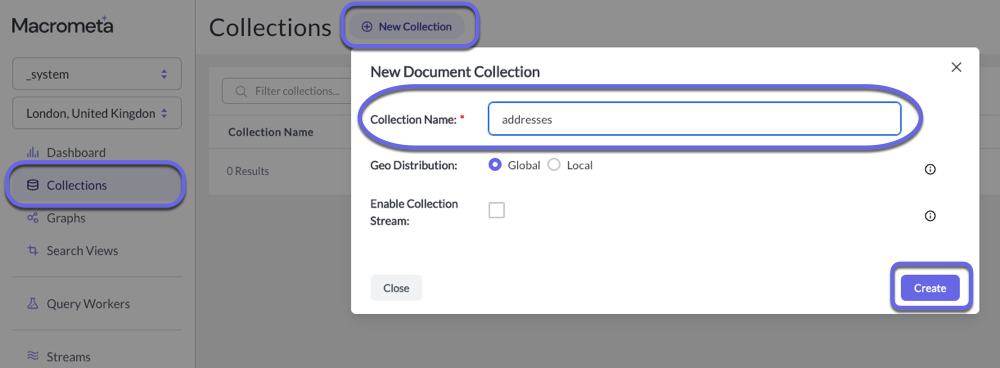 Macrometa
_system
London, United Kingdom
Dashboard
Collections
Graphs
Search Views
Query Workers
Streams
Collections
New Collection
Filter collections...
Collection Name
0 Results
New Document Collection
Collection Name: *
addresses
Geo Distribution:
Global
Local
Enable Collection
Stream:
Close
Create